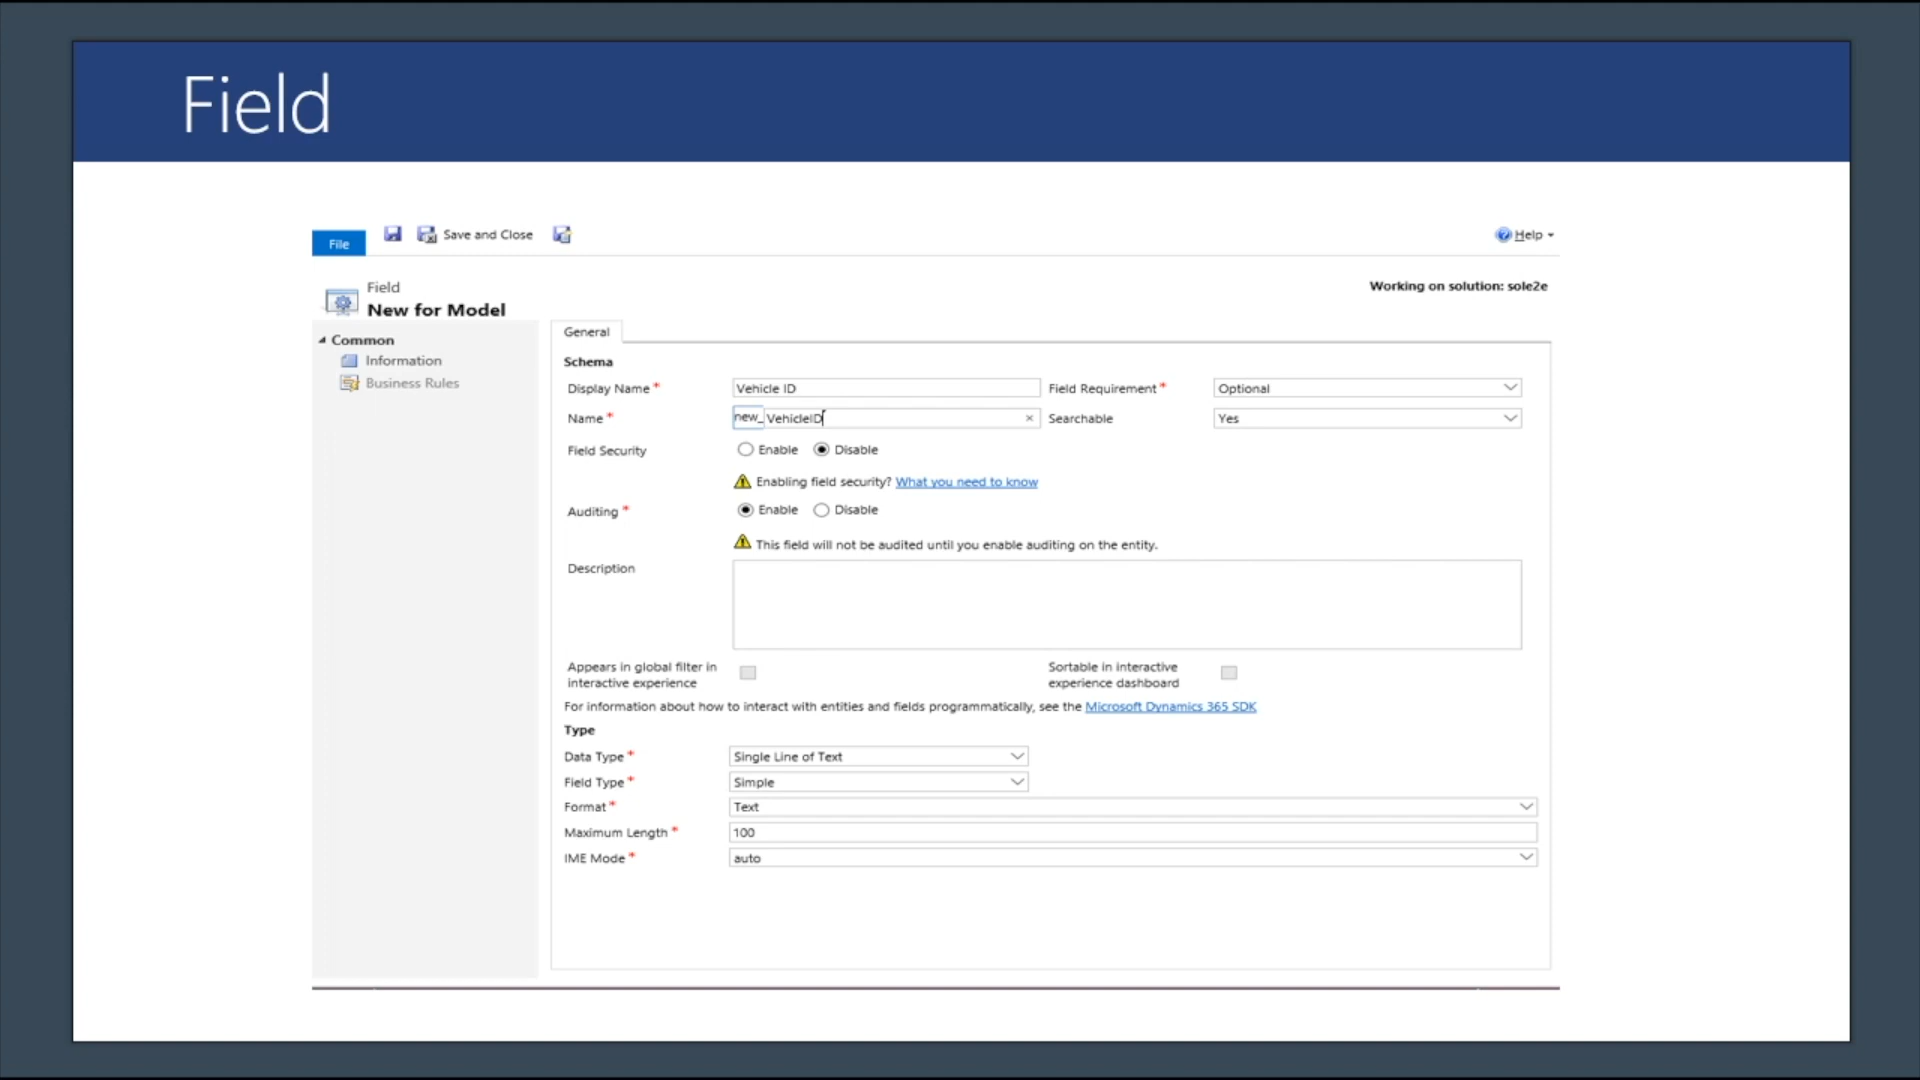 Field
File
Save and Close
Help
Field
New for Model
Working on solution: sole2e
Common
Information
Business Rules
General
Schema
Display Name *
Vehicle ID
Field Requirement *
Optional
Name *
new_ VehicleID
×
Searchable
Yes
Field Security
Enable
Disable
Enabling field security? What you need to know
Auditing *
Enable
Disable
This field will not be audited until you enable auditing on the entity.
Description
Appears in global filter in
interactive experience
Sortable in interactive
experience dashboard
For information about how to interact with entities and fields programmatically, see the Microsoft Dynamics 365 SDK
Type
Data Type *
Single Line of Text
Field Type *
Simple
Format *
Text
Maximum Length *
100
IME Mode *
auto